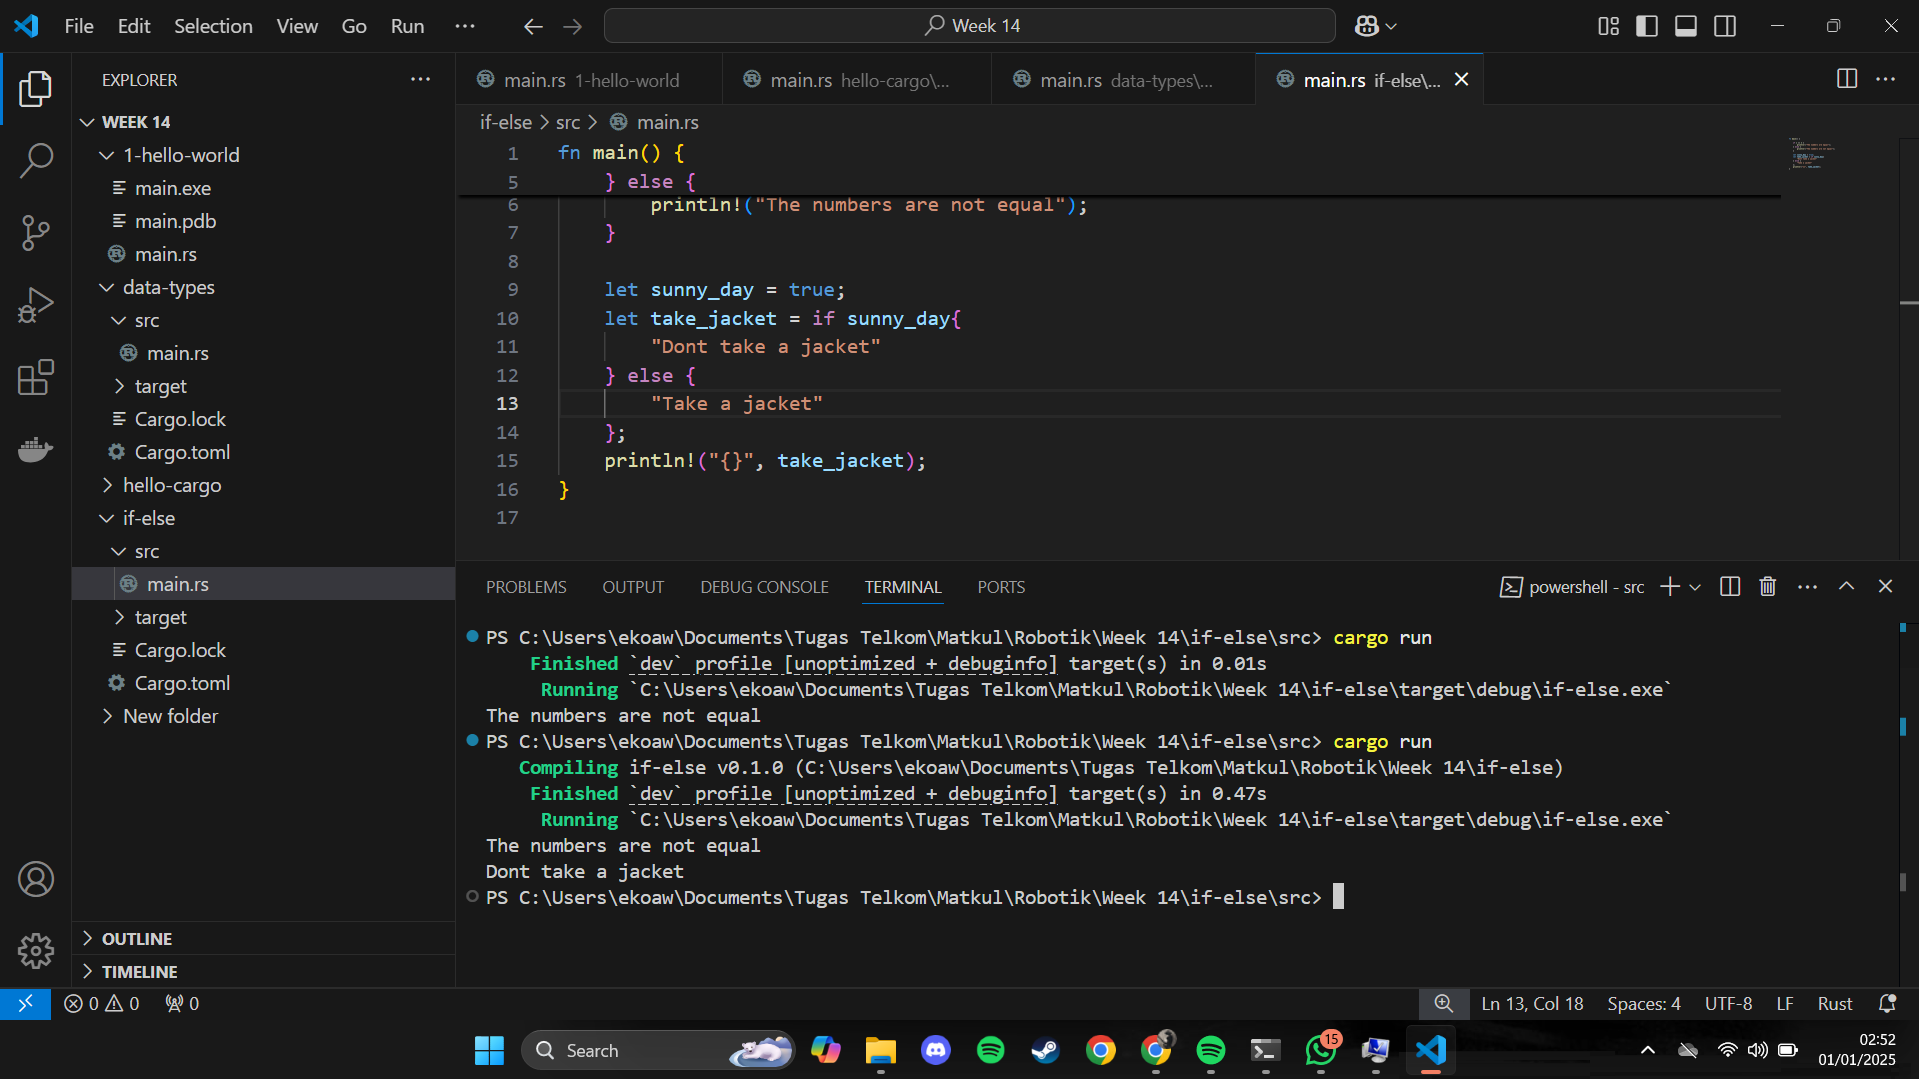 File Edit Selection View Go Run ··· Week 14
EXPLORER ···
WEEK 14
1-hello-world
main.exe
main.pdb
main.rs
data-types
src
main.rs
target
Cargo.lock
Cargo.toml
hello-cargo
if-else
src
main.rs
target
Cargo.lock
Cargo.toml
New folder
OUTLINE
TIMELINE
main.rs 1-hello-world main.rs hello-cargo\... main.rs data-types\... main.rs if-else\...
if-else > src > main.rs
1 fn main() {
5 } else {
6 println!("The numbers are not equal");
7 }
8
9 let sunny_day = true;
10 let take_jacket = if sunny_day{
11 "Dont take a jacket"
12 } else {
13 "Take a jacket"
14 };
15 println!("{}", take_jacket);
16 }
17
PROBLEMS OUTPUT DEBUG CONSOLE TERMINAL PORTS powershell - src
PS C:\Users\ekoaw\Documents\Tugas Telkom\Matkul\Robotik\Week 14\if-else\src> cargo run
Finished `dev` profile [unoptimized + debuginfo] target(s) in 0.01s
Running `C:\Users\ekoaw\Documents\Tugas Telkom\Matkul\Robotik\Week 14\if-else\target\debug\if-else.exe`
The numbers are not equal
PS C:\Users\ekoaw\Documents\Tugas Telkom\Matkul\Robotik\Week 14\if-else\src> cargo run
Compiling if-else v0.1.0 (C:\Users\ekoaw\Documents\Tugas Telkom\Matkul\Robotik\Week 14\if-else)
Finished `dev` profile [unoptimized + debuginfo] target(s) in 0.47s
Running `C:\Users\ekoaw\Documents\Tugas Telkom\Matkul\Robotik\Week 14\if-else\target\debug\if-else.exe`
The numbers are not equal
Dont take a jacket
PS C:\Users\ekoaw\Documents\Tugas Telkom\Matkul\Robotik\Week 14\if-else\src>
0 0 0 Ln 13, Col 18 Spaces: 4 UTF-8 LF Rust
Search 15 02:52
01/01/2025